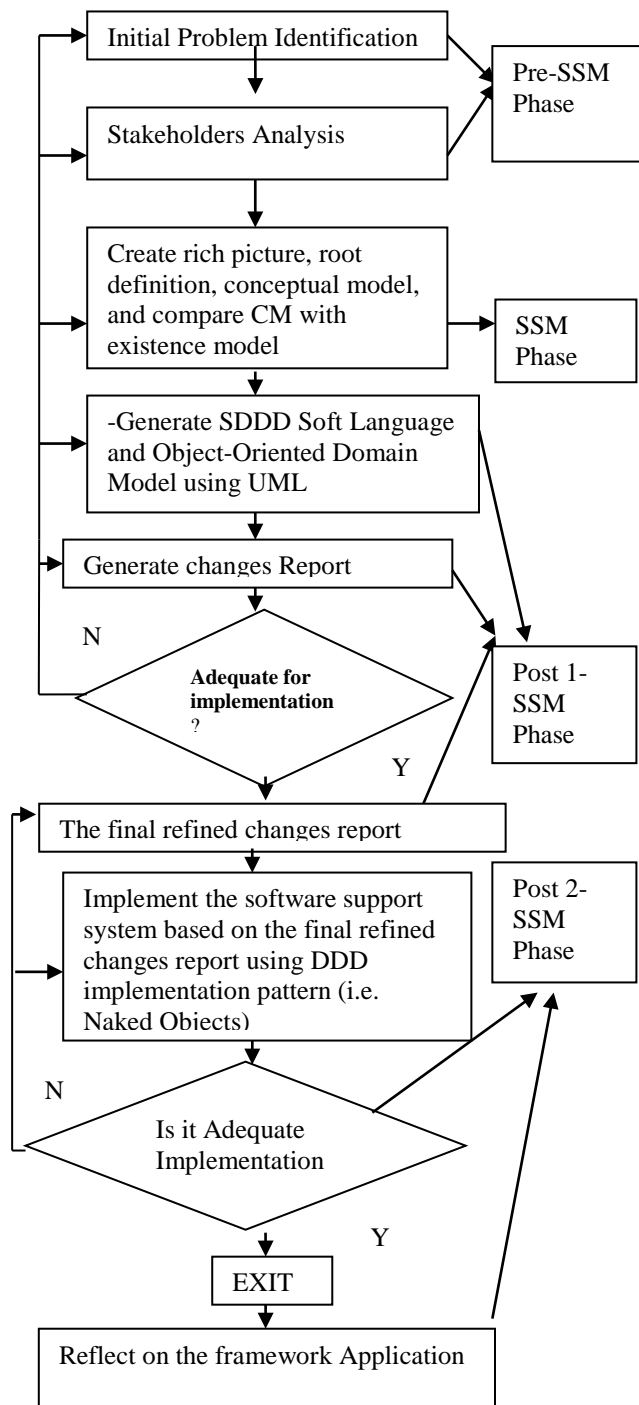 Initial Problem Identification
Pre-SSM
Phase
Stakeholders Analysis
Create rich picture, root
definition, conceptual model,
and compare CM with
existence model
SSM
Phase
-Generate SDDD Soft Language
and Object-Oriented Domain
Model using UML
Generate changes Report
N
Adequate for
implementation
?
Post 1-
SSM
Phase
Y
The final refined changes report
Implement the software support
system based on the final refined
changes report using DDD
implementation pattern (i.e.
Naked Objects)
Post 2-
SSM
Phase
N
Is it Adequate
Implementation
Y
EXIT
Reflect on the framework Application